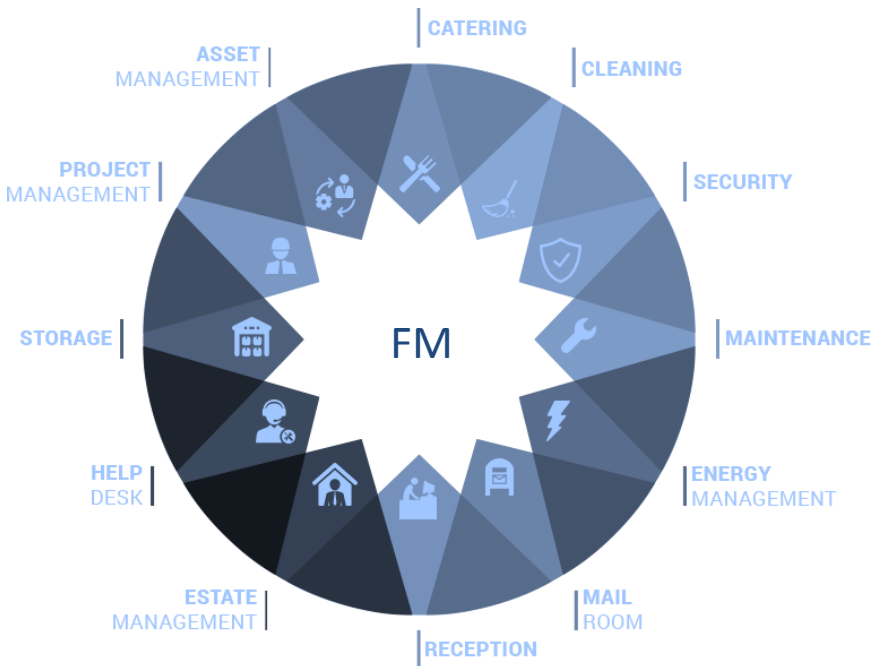 CATERING
CLEANING
SECURITY
MAINTENANCE
ENERGY
MANAGEMENT
MAIL
ROOM
RECEPTION
ESTATE
MANAGEMENT
HELP
DESK
STORAGE
PROJECT
MANAGEMENT
ASSET
MANAGEMENT
FM